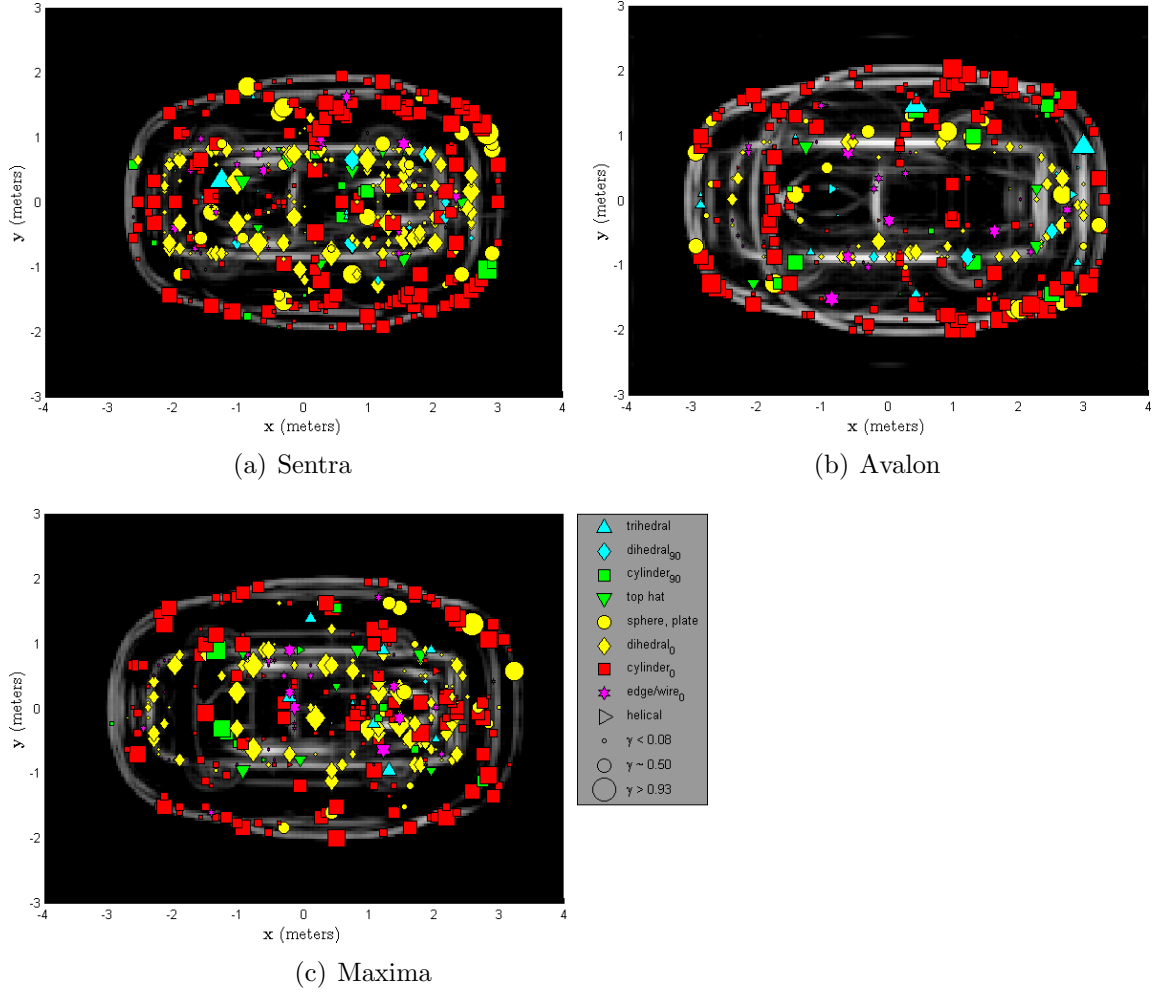 3
2
1
0
-1
-2
-3
y (meters)
-4 -3 -2 -1 0 1 2 3 4
x (meters)
(a) Sentra
3
2
1
0
-1
-2
-3
y (meters)
-4 -3 -2 -1 0 1 2 3 4
x (meters)
(b) Avalon
3
2
1
0
-1
-2
-3
y (meters)
-4 -3 -2 -1 0 1 2 3 4
x (meters)
(c) Maxima
trihedral
dihedral₉₀
cylinder₉₀
top hat
sphere, plate
dihedral₀
cylinder₀
edge/wire₀
helical
γ < 0.08
γ ~ 0.50
γ > 0.93